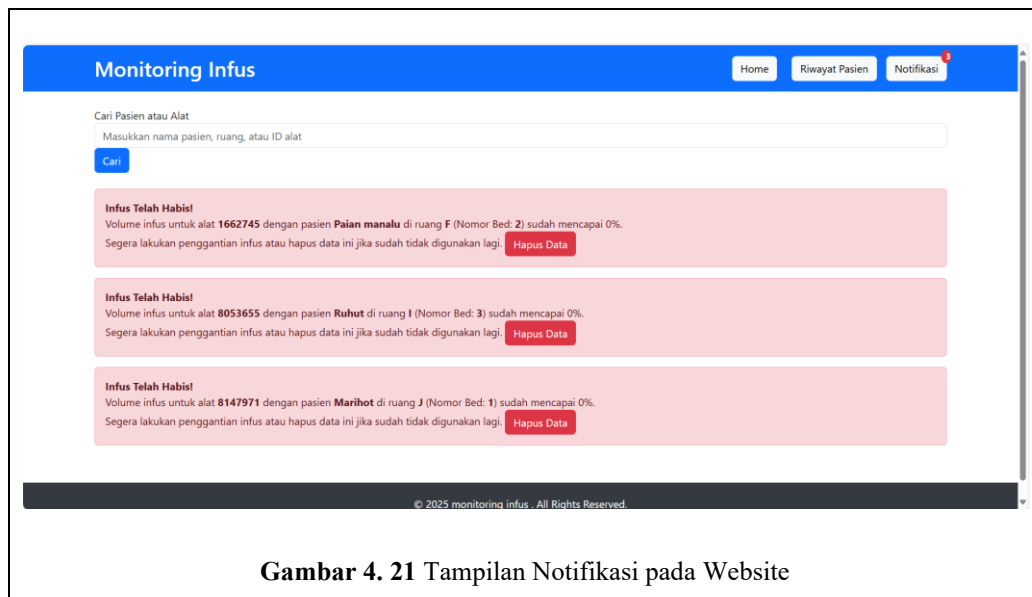 Monitoring Infus
Home
Riwayat Pasien
Notifikasi
3
Cari Pasien atau Alat
Masukkan nama pasien, ruang, atau ID alat
Cari
Infus Telah Habis!
Volume infus untuk alat 1662745 dengan pasien Paian manalu di ruang F (Nomor Bed: 2) sudah mencapai 0%.
Segera lakukan penggantian infus atau hapus data ini jika sudah tidak digunakan lagi. Hapus Data
Infus Telah Habis!
Volume infus untuk alat 8053655 dengan pasien Ruhut di ruang I (Nomor Bed: 3) sudah mencapai 0%.
Segera lakukan penggantian infus atau hapus data ini jika sudah tidak digunakan lagi. Hapus Data
Infus Telah Habis!
Volume infus untuk alat 8147971 dengan pasien Marihot di ruang J (Nomor Bed: 1) sudah mencapai 0%.
Segera lakukan penggantian infus atau hapus data ini jika sudah tidak digunakan lagi. Hapus Data
© 2025 monitoring infus . All Rights Reserved.
Gambar 4. 21 Tampilan Notifikasi pada Website